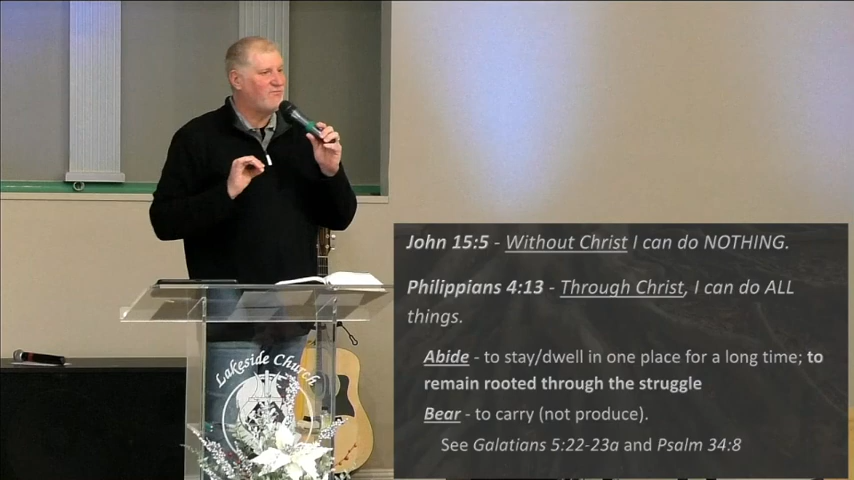 John 15:5 - Without Christ I can do NOTHING.
Philippians 4:13 - Through Christ, I can do ALL
things.
Abide - to stay/dwell in one place for a long time; to
remain rooted through the struggle
Bear - to carry (not produce).
See Galatians 5:22-23a and Psalm 34:8
Lakeside Church